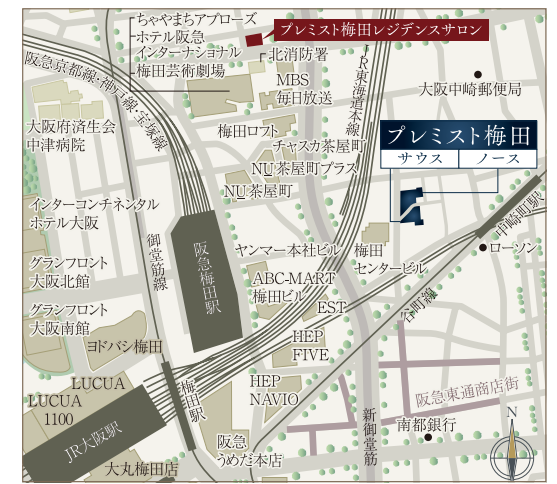 ちゃやまちアプローズ
ホテル阪急
インターナショナル
梅田芸術劇場
プレミスト梅田レジデンスサロン
北消防署
MBS
毎日放送
JR東海道本線
大阪中崎郵便局
阪急京都線・神戸線・宝塚線
大阪府済生会
中津病院
梅田ロフト
チャスカ茶屋町
NU茶屋町プラス
NU茶屋町
プレミスト梅田
サウス
ノース
インターコンチネンタル
ホテル大阪
御堂筋線
阪急梅田駅
ヤンマー本社ビル
梅田
センタービル
中崎町駅
ローソン
グランフロント
大阪北館
ABC-MART
梅田ビル
EST
谷町線
グランフロント
大阪南館
ヨドバシ梅田
HEP
FIVE
LUCUA
LUCUA
1100
梅田駅
HEP
NAVIO
阪急東通商店街
JR大阪駅
新御堂筋
南都銀行
N
阪急
うめだ本店
大丸梅田店